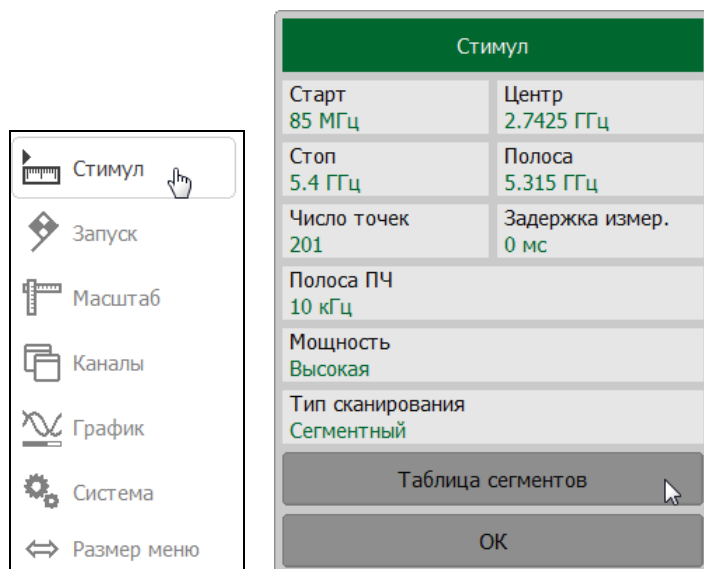 Стимул
Запуск
Масштаб
Каналы
График
Система
Размер меню
Стимул
Старт
85 МГц
Центр
2.7425 ГГц
Стоп
5.4 ГГц
Полоса
5.315 ГГц
Число точек
201
Задержка измер.
0 мс
Полоса ПЧ
10 кГц
Мощность
Высокая
Тип сканирования
Сегментный
Таблица сегментов
ОК